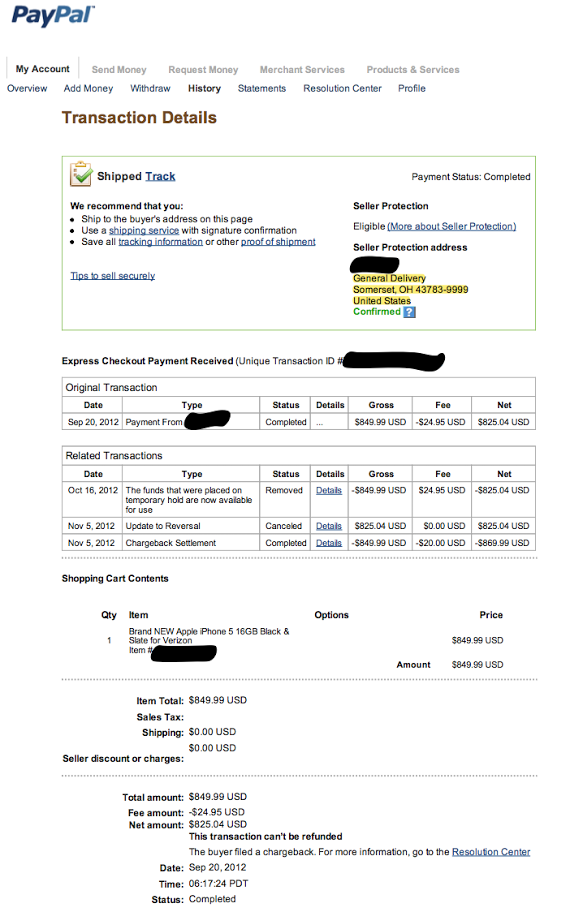 PayPal
My Account Send Money Request Money Merchant Services Products & Services
Overview Add Money Withdraw History Statements Resolution Center Profile
Transaction Details
Shipped Track
Payment Status: Completed
We recommend that you:
• Ship to the buyer's address on this page
• Use a shipping service with signature confirmation
• Save all tracking information or other proof of shipment
Tips to sell securely
Seller Protection
Eligible (More about Seller Protection)
Seller Protection address
General Delivery
Somerset, OH 43783-9999
United States
Confirmed ?
Express Checkout Payment Received (Unique Transaction ID #
Original Transaction
Date Type Status Details Gross Fee Net
Sep 20, 2012 Payment From Completed ... $849.99 USD -$24.95 USD $825.04 USD
Related Transactions
Date Type Status Details Gross Fee Net
Oct 16, 2012 The funds that were placed on Removed Details -$849.99 USD $24.95 USD -$825.04 USD
temporary hold are now available
for use
Nov 5, 2012 Update to Reversal Canceled Details $825.04 USD $0.00 USD $825.04 USD
Nov 5, 2012 Chargeback Settlement Completed Details -$849.99 USD -$20.00 USD -$869.99 USD
Shopping Cart Contents
Qty Item Options Price
Brand NEW Apple iPhone 5 16GB Black &
1 Slate for Verizon $849.99 USD
Item #
Amount $849.99 USD
Item Total: $849.99 USD
Sales Tax:
Shipping: $0.00 USD
$0.00 USD
Seller discount or charges:
Total amount: $849.99 USD
Fee amount: -$24.95 USD
Net amount: $825.04 USD
This transaction can't be refunded
The buyer filed a chargeback. For more information, go to the Resolution Center
Date: Sep 20, 2012
Time: 06:17:24 PDT
Status: Completed